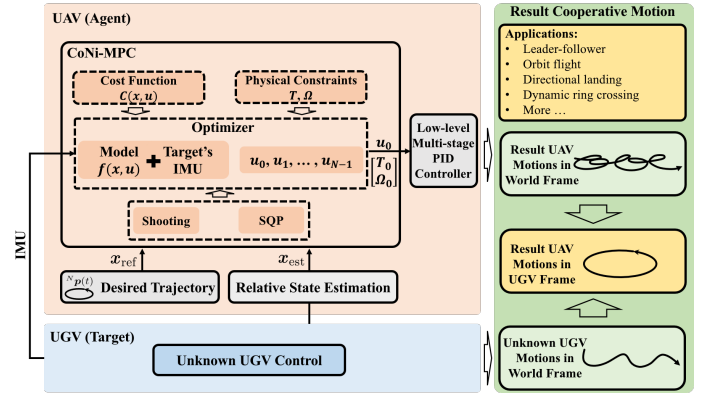 UAV (Agent)
CoNi-MPC
Cost Function
C(x, u)
Physical Constraints
T, Ω
Optimizer
Model
f(x, u)
+
Target's
IMU
u₀, u₁, … , u_{N−1}
u₀
[T₀
Ω₀]
Low-level
Multi-stage
PID
Controller
Shooting
SQP
IMU
x_ref
x_est
ᴺp(t)
Desired Trajectory
Relative State Estimation
UGV (Target)
Unknown UGV Control
Result Cooperative Motion
Applications:
• Leader-follower
• Orbit flight
• Directional landing
• Dynamic ring crossing
• More …
Result UAV
Motions in
World Frame
Result UAV
Motions in
UGV Frame
Unknown UGV
Motions in
World Frame